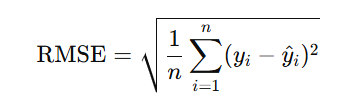 RMSE = √(1/n ∑_{i=1}^{n} (y_i − ŷ_i)²)